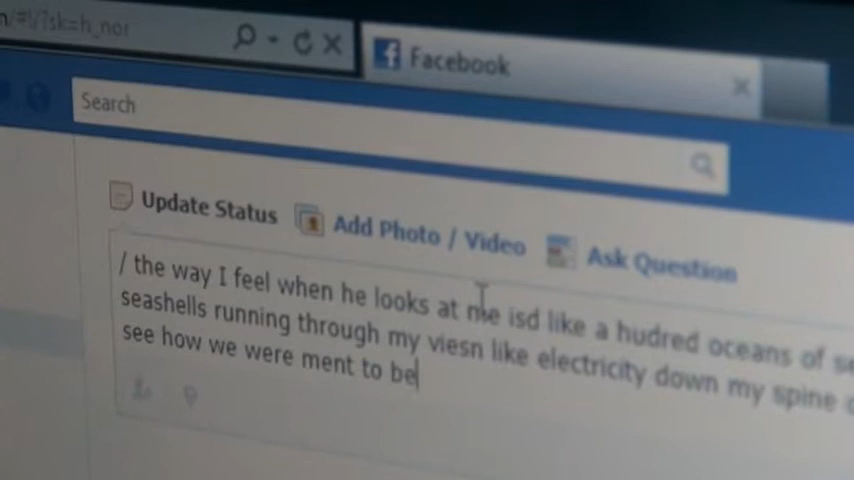 /#!/?sk=h_nor
Facebook
Search
Update Status Add Photo / Video Ask Question
/ the way I feel when he looks at me isd like a hudred oceans of
seashells running through my viesn like electricity down my spine
see how we were ment to be